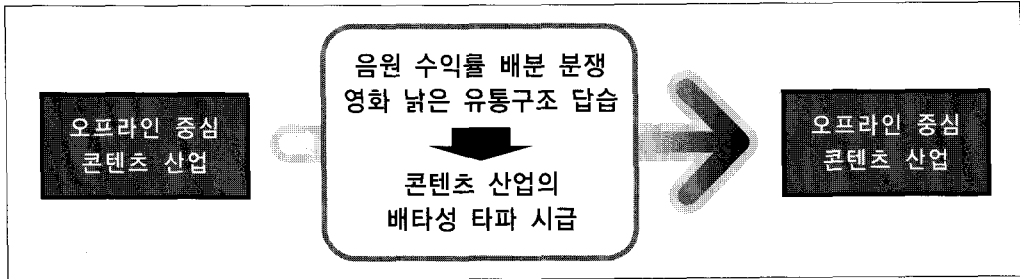 오프라인 중심
콘텐츠 산업
음원 수익률 배분 분쟁
영화 낡은 유통구조 답습
콘텐츠 산업의
배타성 타파 시급
오프라인 중심
콘텐츠 산업